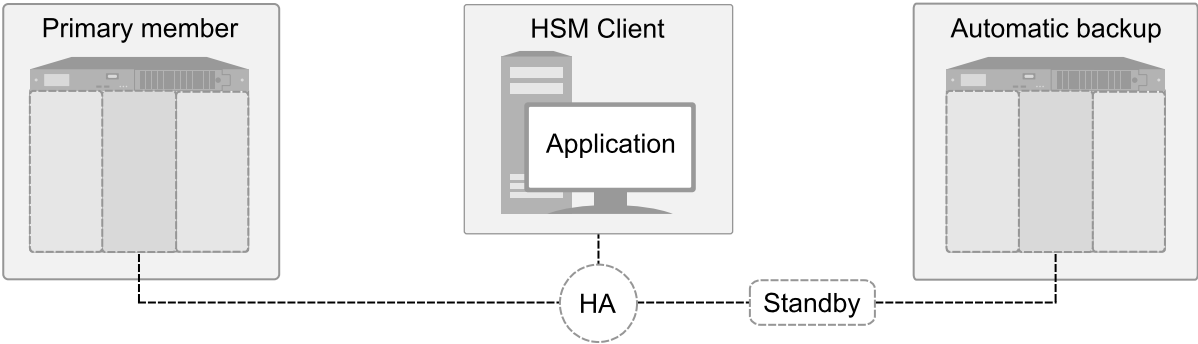 Primary member
HSM Client
Automatic backup
Application
HA
Standby